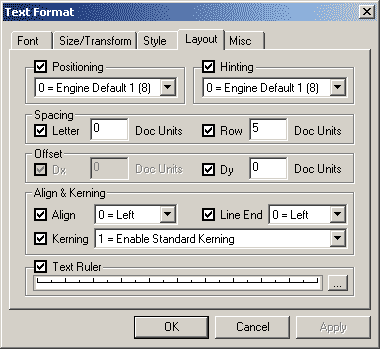 Text Format
Font Size/Transform Style Layout Misc
Positioning Hinting
0 = Engine Default 1 (8) 0 = Engine Default 1 (8)
Spacing
Letter 0 Doc Units Row 5 Doc Units
Offset
Dx 0 Doc Units Dy 0 Doc Units
Align & Kerning
Align 0 = Left Line End 0 = Left
Kerning 1 = Enable Standard Kerning
Text Ruler
...
OK Cancel Apply